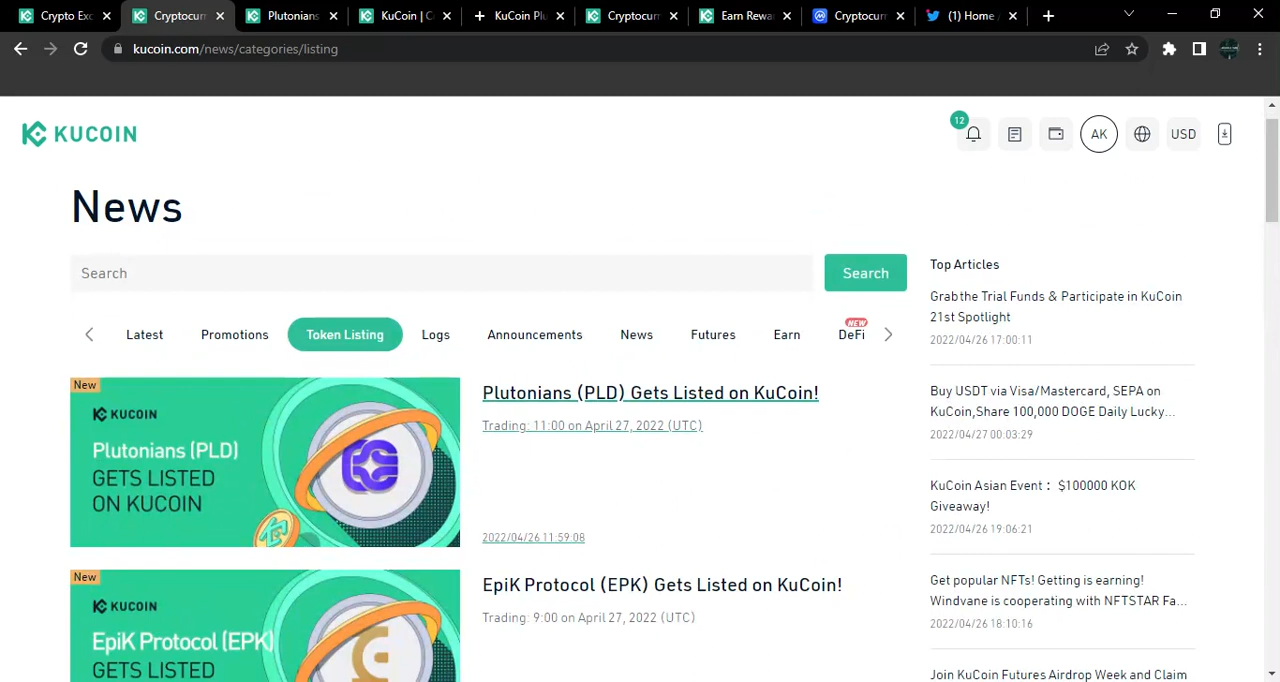 Crypto Exc
Cryptocurr
Plutonians
KuCoin | C
KuCoin Plu
Cryptocurr
Earn Rewa
Cryptocurr
(1) Home
kucoin.com/news/categories/listing
KUCOIN
12
AK
USD
News
Search
Search
Latest
Promotions
Token Listing
Logs
Announcements
News
Futures
Earn
DeFi
NEW
New
KUCOIN
Plutonians (PLD)
GETS LISTED
ON KUCOIN
Plutonians (PLD) Gets Listed on KuCoin!
Trading: 11:00 on April 27, 2022 (UTC)
2022/04/26 11:59:08
New
KUCOIN
EpiK Protocol (EPK)
GETS LISTED
EpiK Protocol (EPK) Gets Listed on KuCoin!
Trading: 9:00 on April 27, 2022 (UTC)
Top Articles
Grab the Trial Funds & Participate in KuCoin
21st Spotlight
2022/04/26 17:00:11
Buy USDT via Visa/Mastercard, SEPA on
KuCoin,Share 100,000 DOGE Daily Lucky...
2022/04/27 00:03:29
KuCoin Asian Event： $100000 KOK
Giveaway!
2022/04/26 19:06:21
Get popular NFTs! Getting is earning!
Windvane is cooperating with NFTSTAR Fa...
2022/04/26 18:10:16
Join KuCoin Futures Airdrop Week and Claim